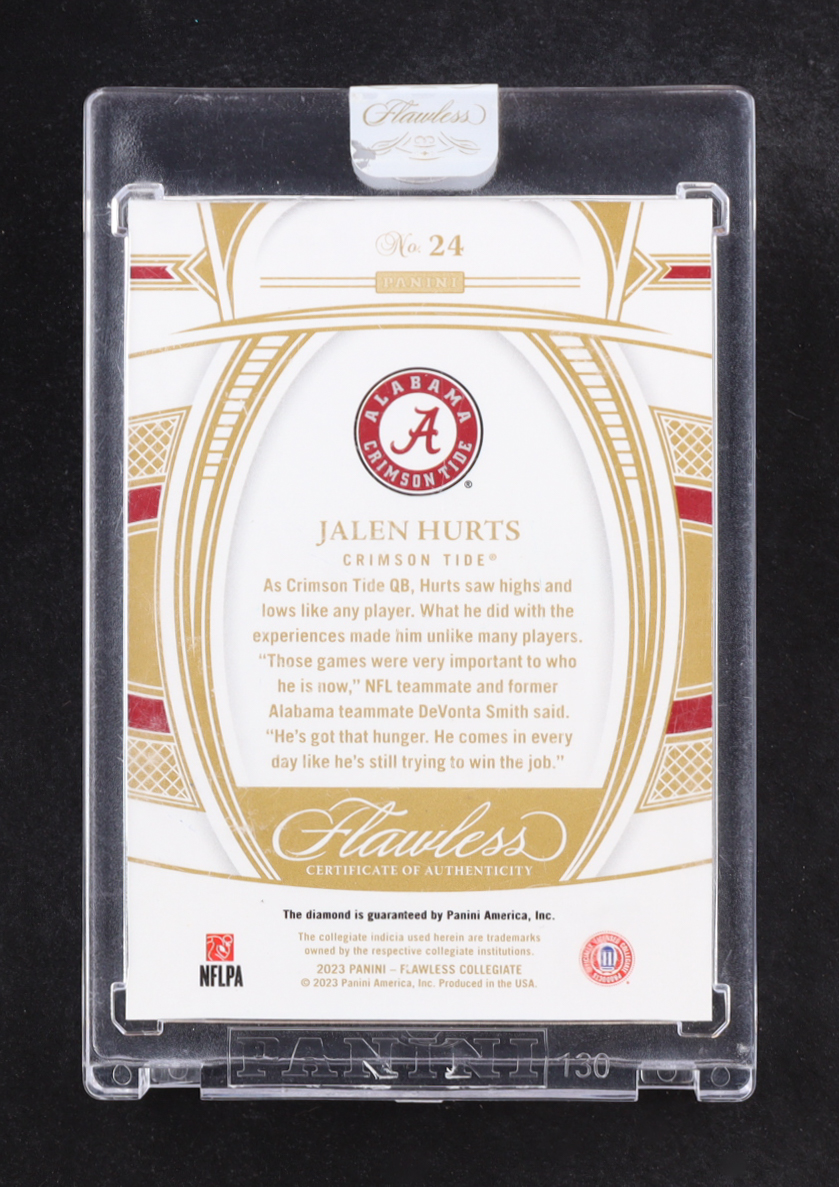 Flawless
No. 24
PANINI
ALABAMA
A
CRIMSON TIDE
®
JALEN HURTS
CRIMSON TIDE®
As Crimson Tide QB, Hurts saw highs and
lows like any player. What he did with the
experiences made him unlike many players.
“Those games were very important to who
he is now,” NFL teammate and former
Alabama teammate DeVonta Smith said.
“He's got that hunger. He comes in every
day like he's still trying to win the job.”
Flawless
CERTIFICATE OF AUTHENTICITY
The diamond is guaranteed by Panini America, Inc.
The collegiate indicia used herein are trademarks
owned by the respective collegiate institutions.
2023 PANINI – FLAWLESS COLLEGIATE
© 2023 Panini America, Inc. Produced in the USA.
NFLPA
PANINI 130